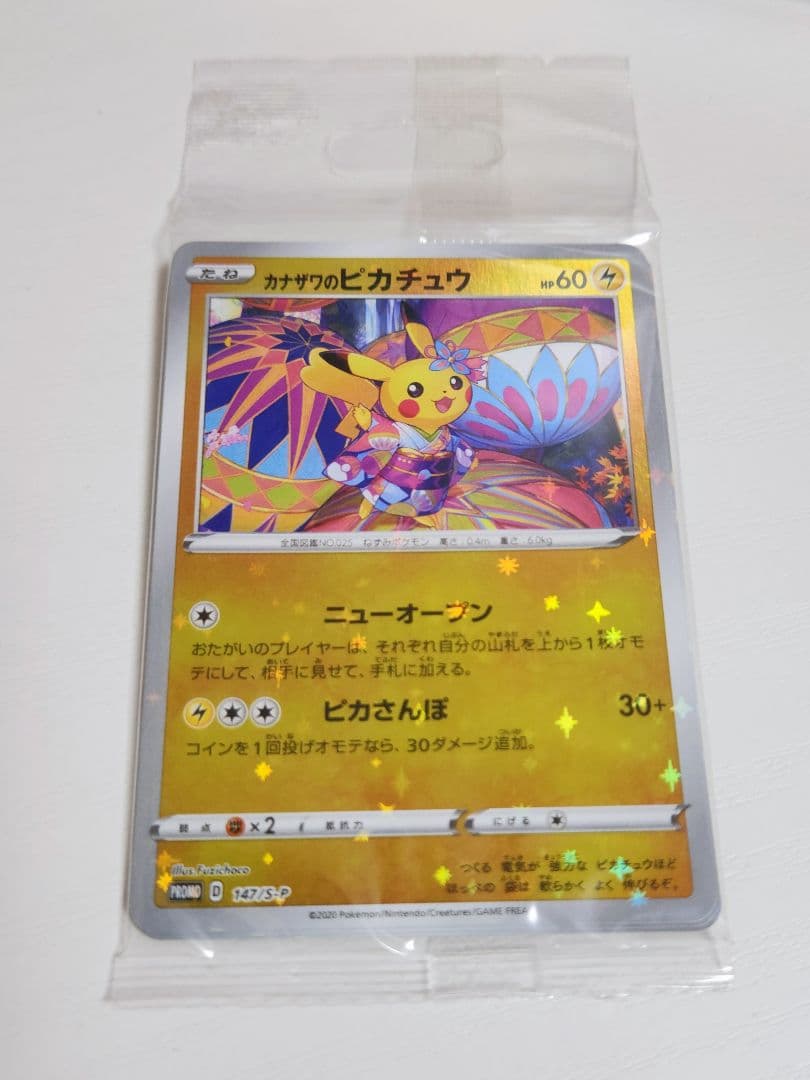 たね カナザワのピカチュウ HP60
全国図鑑NO.025 ねずみポケモン 高さ:0.4m 重さ:6.0kg
ニューオープン
おたがいのプレイヤーは、それぞれ自分の山札を上から1枚オモ
テにして、相手に見せて、手札に加える。
ピカさんぽ 30+
コインを1回投げオモテなら、30ダメージ追加。
弱点 ×2 抵抗力 にげる
Illus. Fuzichoco
つくる 電気が 強力な ピカチュウほど
ほっぺの 袋は 軟らかく よく 伸びるぞ。
PROMO D 147/S-P
©2020 Pokémon/Nintendo/Creatures/GAME FREA